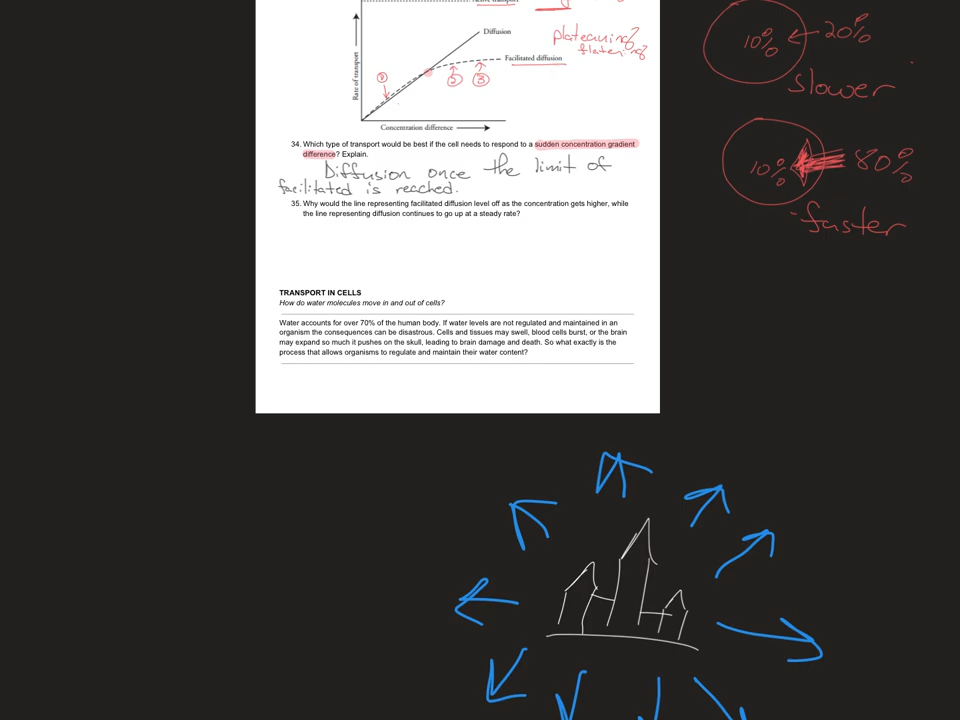 Active transport
Diffusion
Plateauing?
flatening
Rate of transport
Facilitated diffusion
①
②
③
Concentration difference
10% 20%
slower
10% 80%
faster
34. Which type of transport would be best if the cell needs to respond to a sudden concentration gradient
difference? Explain.
Diffusion once the limit of
facilitated is reached.
35. Why would the line representing facilitated diffusion level off as the concentration gets higher, while
the line representing diffusion continues to go up at a steady rate?
TRANSPORT IN CELLS
How do water molecules move in and out of cells?
Water accounts for over 70% of the human body. If water levels are not regulated and maintained in an
organism the consequences can be disastrous. Cells and tissues may swell, blood cells burst, or the brain
may expand so much it pushes on the skull, leading to brain damage and death. So what exactly is the
process that allows organisms to regulate and maintain their water content?